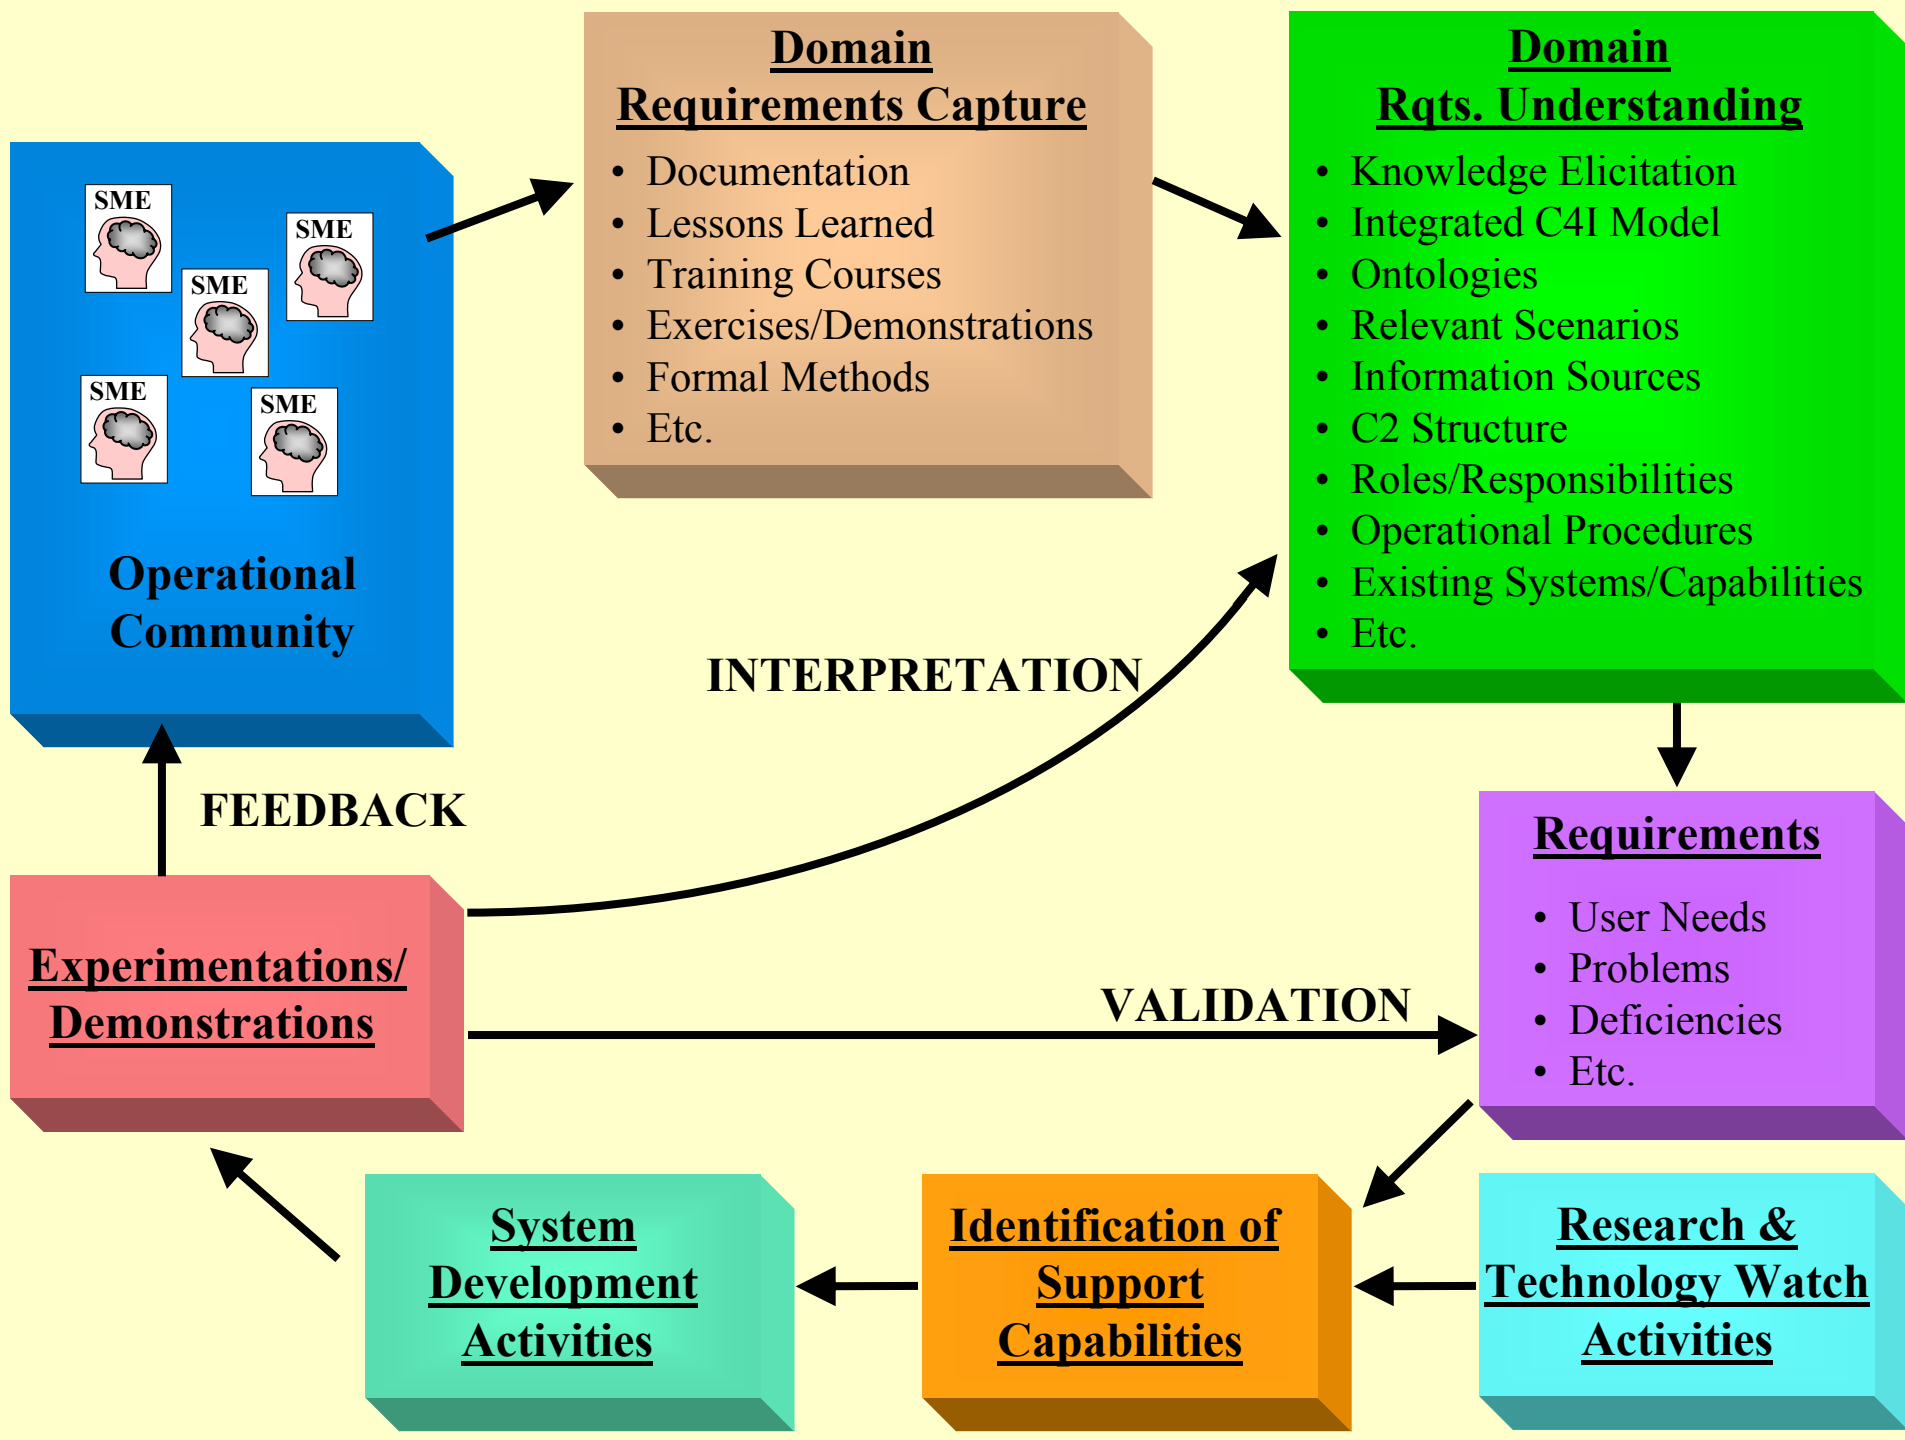 SME
SME
SME
SME
SME
Operational
Community
Domain
Requirements Capture
• Documentation
• Lessons Learned
• Training Courses
• Exercises/Demonstrations
• Formal Methods
• Etc.
Domain
Rqts. Understanding
• Knowledge Elicitation
• Integrated C4I Model
• Ontologies
• Relevant Scenarios
• Information Sources
• C2 Structure
• Roles/Responsibilities
• Operational Procedures
• Existing Systems/Capabilities
• Etc.
INTERPRETATION
FEEDBACK
Requirements
• User Needs
• Problems
• Deficiencies
• Etc.
Experimentations/
Demonstrations
VALIDATION
System
Development
Activities
Identification of
Support
Capabilities
Research &
Technology Watch
Activities